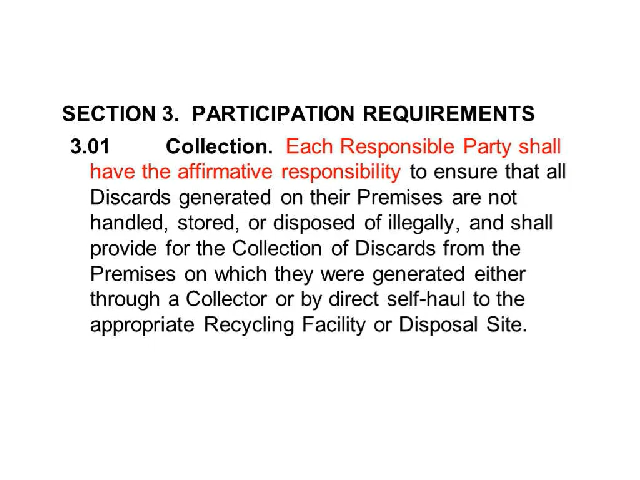 SECTION 3. PARTICIPATION REQUIREMENTS
3.01 Collection. Each Responsible Party shall
have the affirmative responsibility to ensure that all
Discards generated on their Premises are not
handled, stored, or disposed of illegally, and shall
provide for the Collection of Discards from the
Premises on which they were generated either
through a Collector or by direct self-haul to the
appropriate Recycling Facility or Disposal Site.